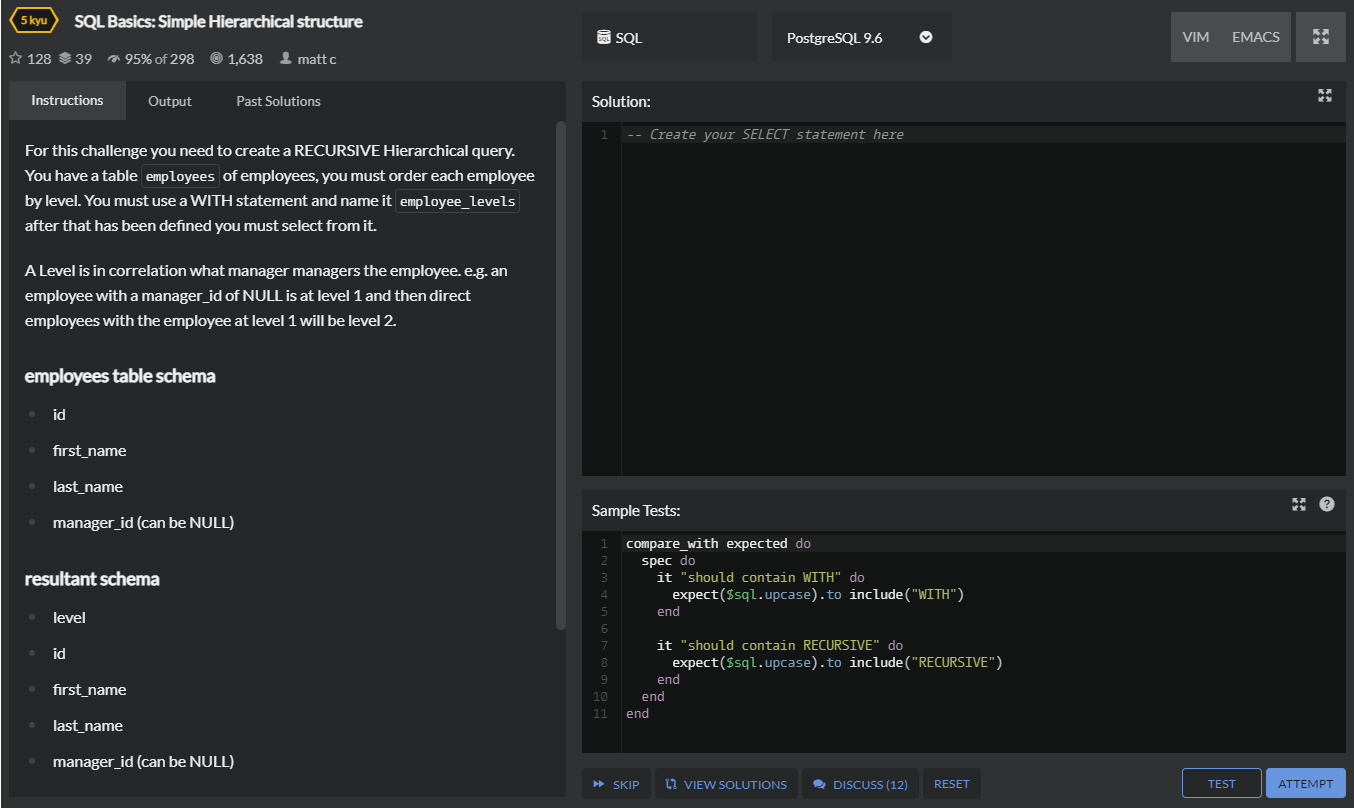 5 kyu SQL Basics: Simple Hierarchical structure
128 39 95% of 298 1,638 matt c
SQL
PostgreSQL 9.6
VIM EMACS
Instructions Output Past Solutions
For this challenge you need to create a RECURSIVE Hierarchical query.
You have a table employees of employees, you must order each employee
by level. You must use a WITH statement and name it employee_levels
after that has been defined you must select from it.
A Level is in correlation what manager managers the employee. e.g. an
employee with a manager_id of NULL is at level 1 and then direct
employees with the employee at level 1 will be level 2.
employees table schema
id
first_name
last_name
manager_id (can be NULL)
resultant schema
level
id
first_name
last_name
manager_id (can be NULL)
Solution:
1 -- Create your SELECT statement here
Sample Tests: ?
1 compare_with expected do
2 spec do
3 it "should contain WITH" do
4 expect($sql.upcase).to include("WITH")
5 end
6
7 it "should contain RECURSIVE" do
8 expect($sql.upcase).to include("RECURSIVE")
9 end
10 end
11 end
SKIP VIEW SOLUTIONS DISCUSS (12) RESET TEST ATTEMPT